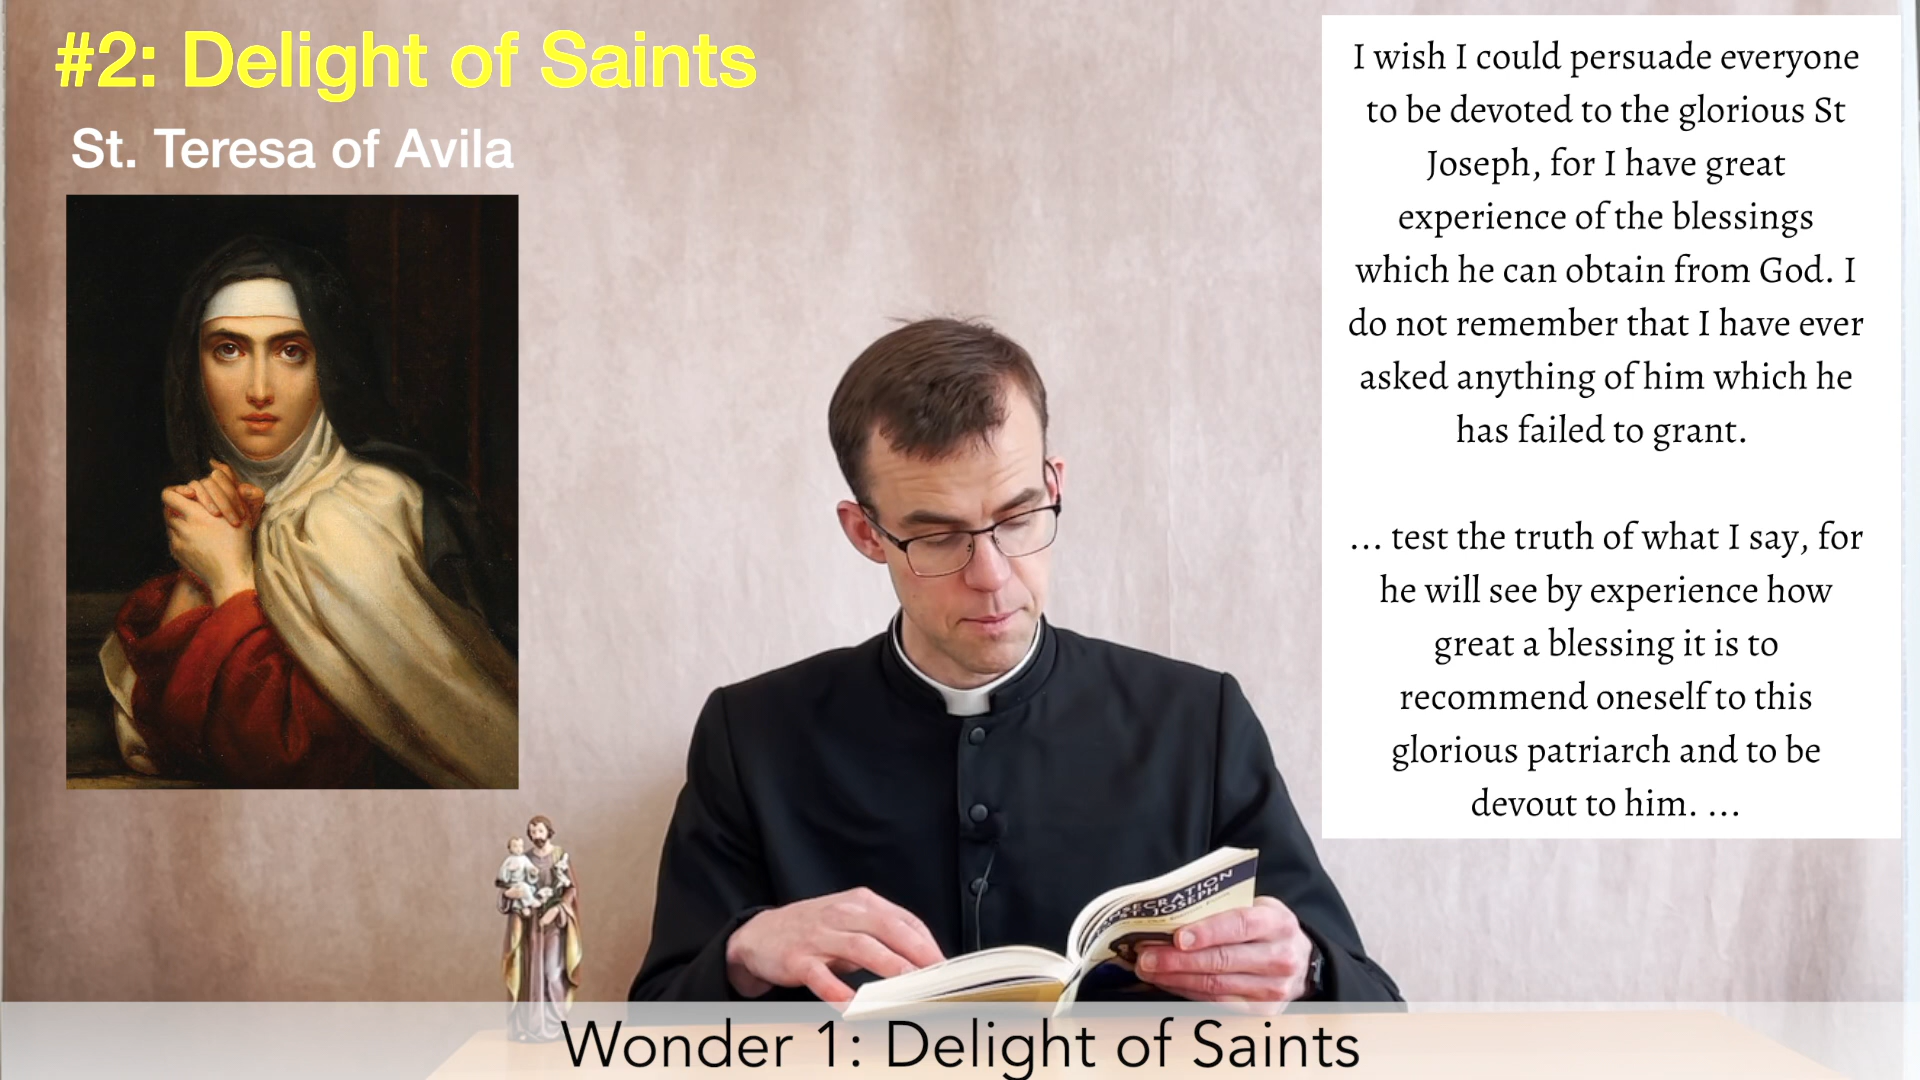 #2: Delight of Saints
St. Teresa of Avila
I wish I could persuade everyone
to be devoted to the glorious St
Joseph, for I have great
experience of the blessings
which he can obtain from God. I
do not remember that I have ever
asked anything of him which he
has failed to grant.
... test the truth of what I say, for
he will see by experience how
great a blessing it is to
recommend oneself to this
glorious patriarch and to be
devout to him. ...
SECRATION
ST. JOSEPH
Wonder 1: Delight of Saints